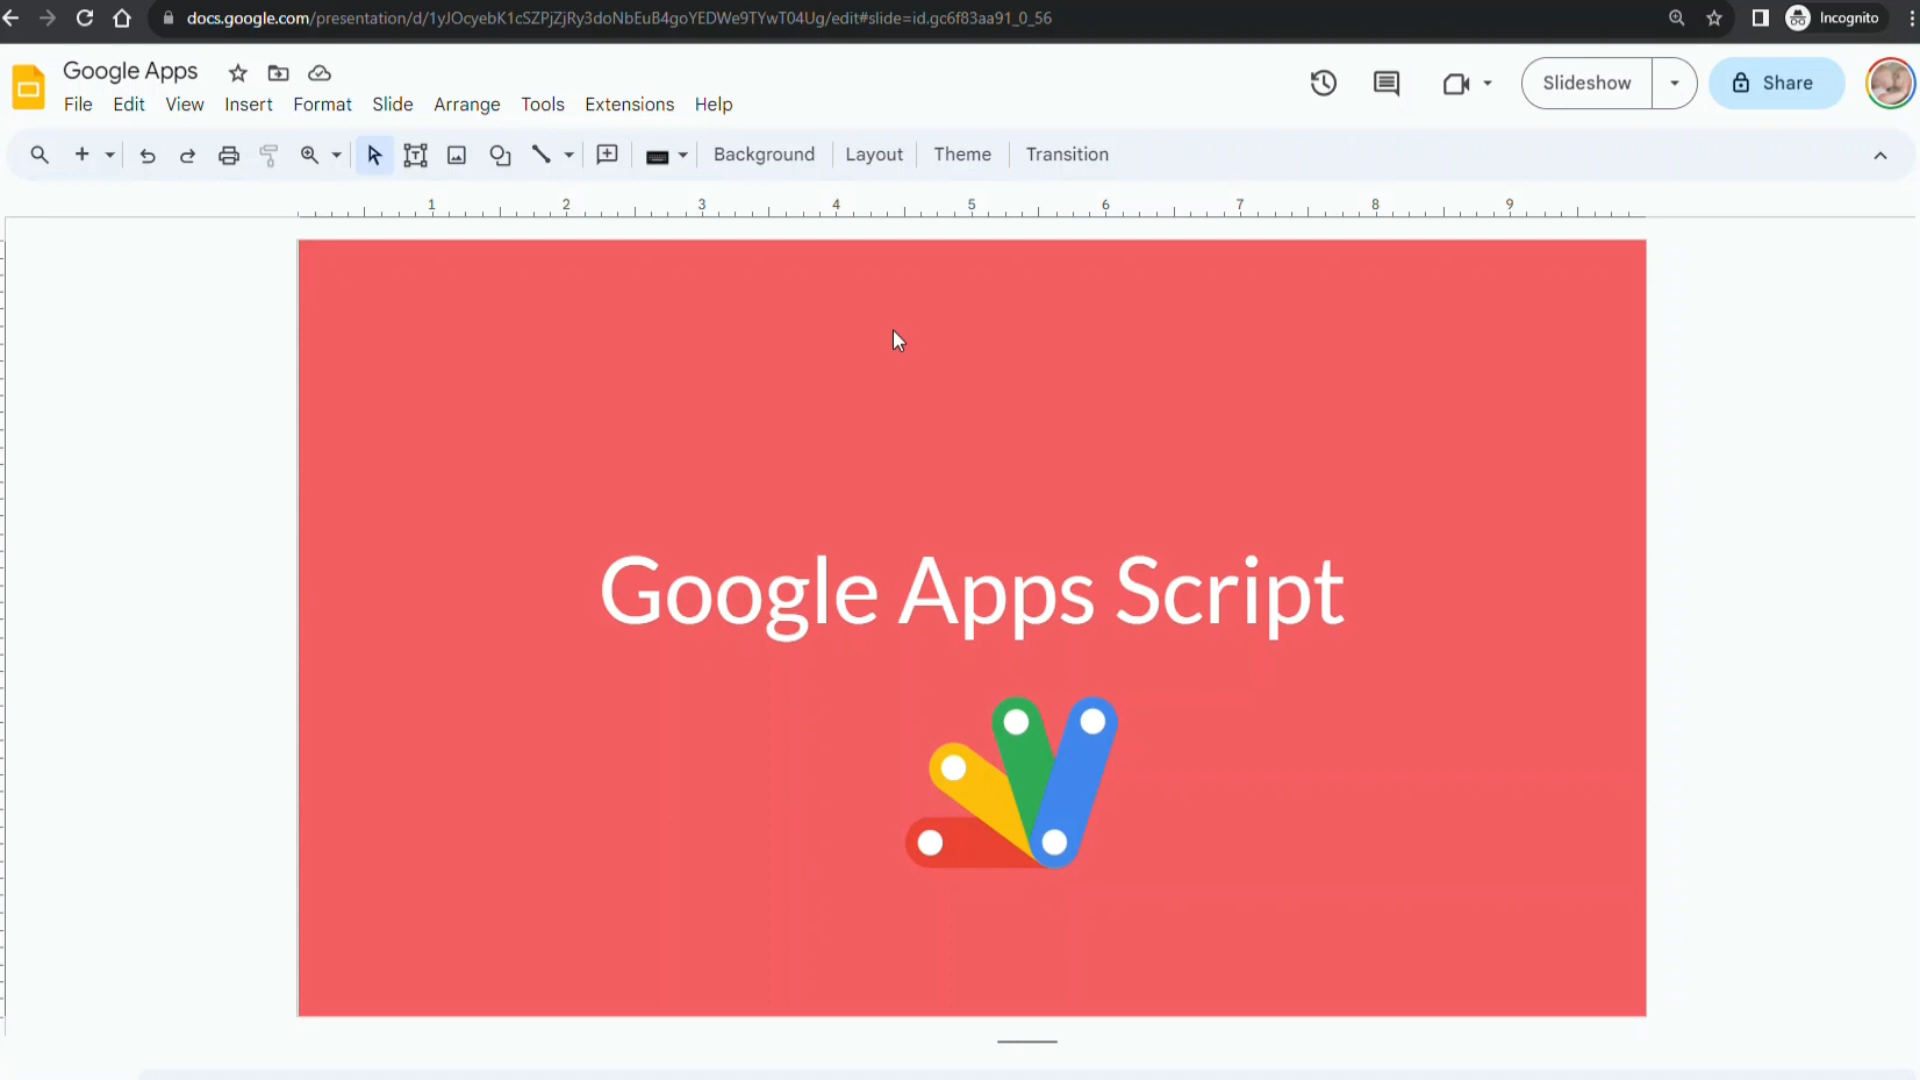 docs.google.com/presentation/d/1yJOcyebK1cSZPjZjRy3doNbEuB4goYEDWe9TYwT04Ug/edit#slide=id.gc6f83aa91_0_56
Incognito
Google Apps
File Edit View Insert Format Slide Arrange Tools Extensions Help
Slideshow
Share
Background Layout Theme Transition
1 2 3 4 5 6 7 8 9
Google Apps Script